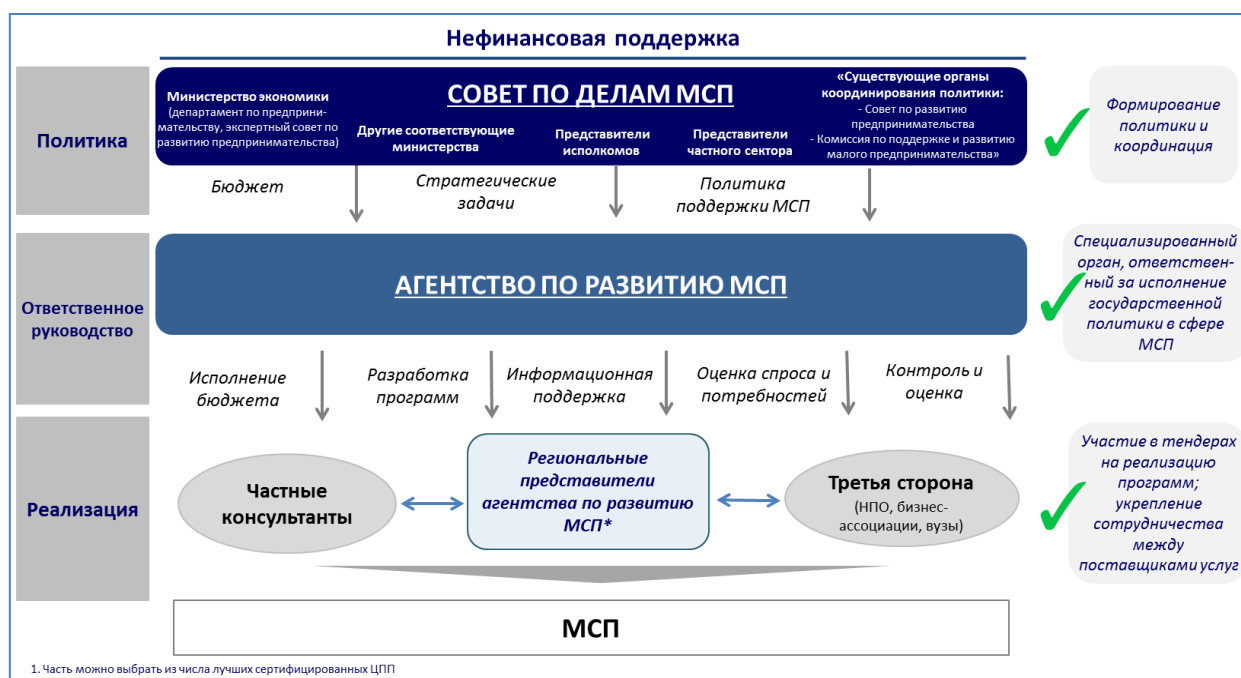 Нефинансовая поддержка
Политика
Министерство экономики
(департамент по предприни-
мательству, экспертный совет по
развитию предпринимательства)
СОВЕТ ПО ДЕЛАМ МСП
Другие соответствующие
министерства
Представители
исполкомов
Представители
частного сектора
«Существующие органы
координирования политики:
- Совет по развитию
предпринимательства
- Комиссия по поддержке и развитию
малого предпринимательства»
Формирование
политики и
координация
Бюджет
Стратегические
задачи
Политика
поддержки МСП
Ответственное
руководство
АГЕНТСТВО ПО РАЗВИТИЮ МСП
Специализированный
орган, ответствен-
ный за исполнение
государственной
политики в сфере
МСП
Исполнение
бюджета
Разработка
программ
Информационная
поддержка
Оценка спроса и
потребностей
Контроль и
оценка
Реализация
Частные
консультанты
Региональные
представители
агентства по развитию
МСП*
Третья сторона
(НПО, бизнес-
ассоциации, вузы)
Участие в тендерах
на реализацию
программ;
укрепление
сотрудничества
между
поставщиками услуг
МСП
1. Часть можно выбрать из числа лучших сертифицированных ЦПП